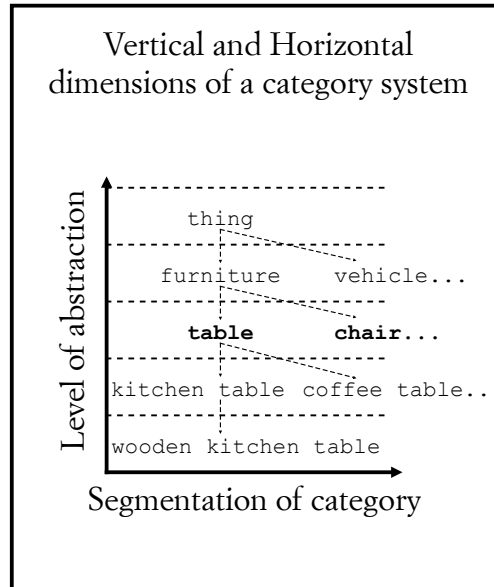 Vertical and Horizontal
dimensions of a category system
Level of abstraction
thing
furniture vehicle...
table chair...
kitchen table coffee table..
wooden kitchen table
Segmentation of category